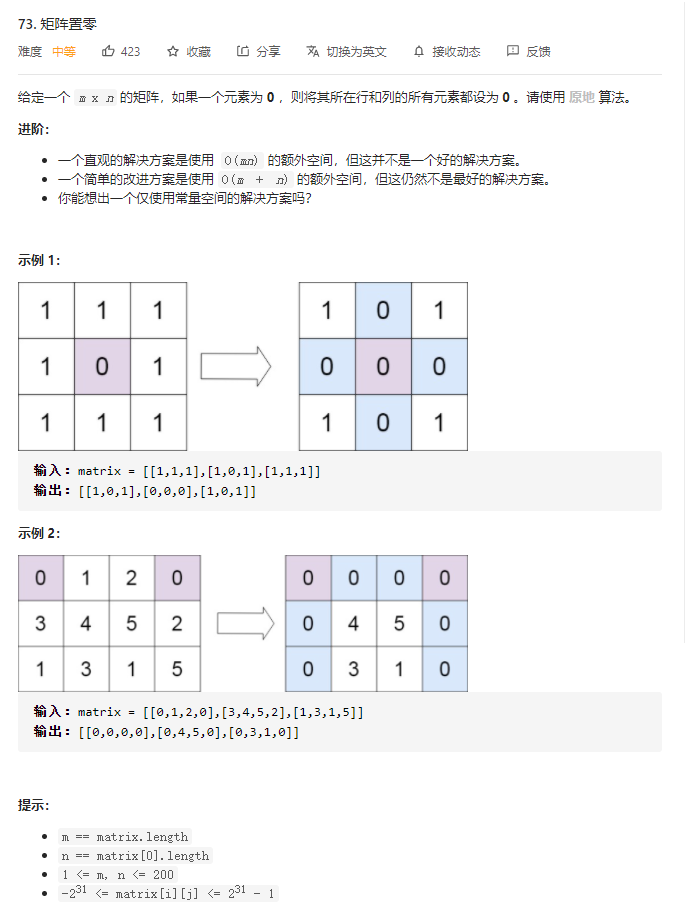 73. 矩阵置零
难度 中等 423 收藏 分享 切换为英文 接收动态 反馈
给定一个 m x n 的矩阵，如果一个元素为 0 ，则将其所在行和列的所有元素都设为 0 。请使用 原地 算法。
进阶：
一个直观的解决方案是使用 O(mn) 的额外空间，但这并不是一个好的解决方案。
一个简单的改进方案是使用 O(m + n) 的额外空间，但这仍然不是最好的解决方案。
你能想出一个仅使用常量空间的解决方案吗？
示例 1：
1 1 1 1 0 1
1 0 1 0 0 0
1 1 1 1 0 1
输入：matrix = [[1,1,1],[1,0,1],[1,1,1]]
输出：[[1,0,1],[0,0,0],[1,0,1]]
示例 2：
0 1 2 0 0 0 0 0
3 4 5 2 0 4 5 0
1 3 1 5 0 3 1 0
输入：matrix = [[0,1,2,0],[3,4,5,2],[1,3,1,5]]
输出：[[0,0,0,0],[0,4,5,0],[0,3,1,0]]
提示：
m == matrix.length
n == matrix[0].length
1 <= m, n <= 200
-2³¹ <= matrix[i][j] <= 2³¹ - 1